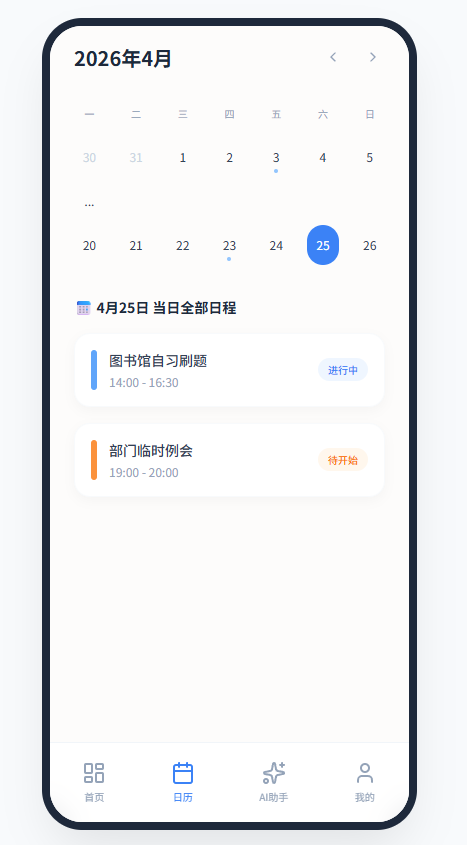 2026年4月
一 二 三 四 五 六 日
30 31 1 2 3 4 5
...
20 21 22 23 24 25 26
4月25日 当日全部日程
图书馆自习刷题
14:00 - 16:30
进行中
部门临时例会
19:00 - 20:00
待开始
首页 日历 AI助手 我的